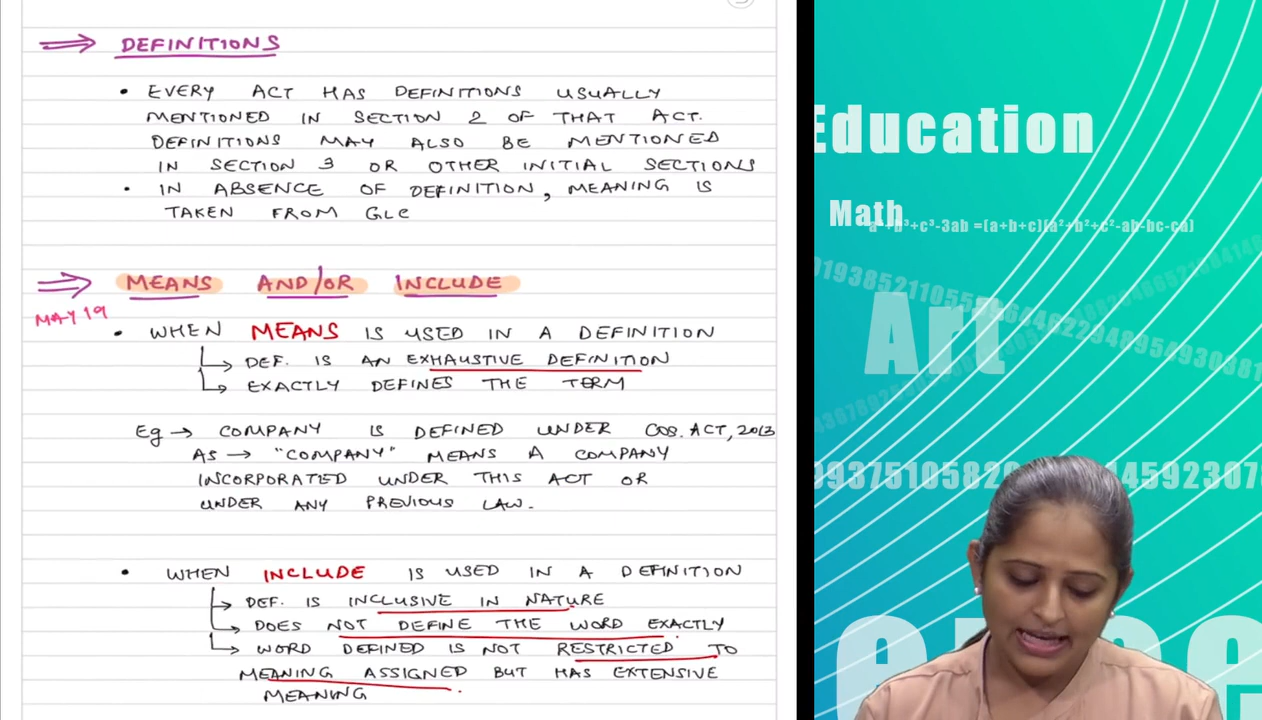 DEFINITIONS
• EVERY ACT HAS DEFINITIONS USUALLY
MENTIONED IN SECTION 2 OF THAT ACT.
DEFINITIONS MAY ALSO BE MENTIONED
IN SECTION 3 OR OTHER INITIAL SECTIONS
• IN ABSENCE OF DEFINITION, MEANING IS
TAKEN FROM GLC
MEANS AND/OR INCLUDE
MAY 19
• WHEN MEANS IS USED IN A DEFINITION
DEF. IS AN EXHAUSTIVE DEFINITION
EXACTLY DEFINES THE TERM
Eg → COMPANY IS DEFINED UNDER COS. ACT, 2013
AS → "COMPANY" MEANS A COMPANY
INCORPORATED UNDER THIS ACT OR
UNDER ANY PREVIOUS LAW.
• WHEN INCLUDE IS USED IN A DEFINITION
DEF. IS INCLUSIVE IN NATURE
DOES NOT DEFINE THE WORD EXACTLY
WORD DEFINED IS NOT RESTRICTED TO
MEANING ASSIGNED BUT HAS EXTENSIVE
MEANING
Education
Math
Art